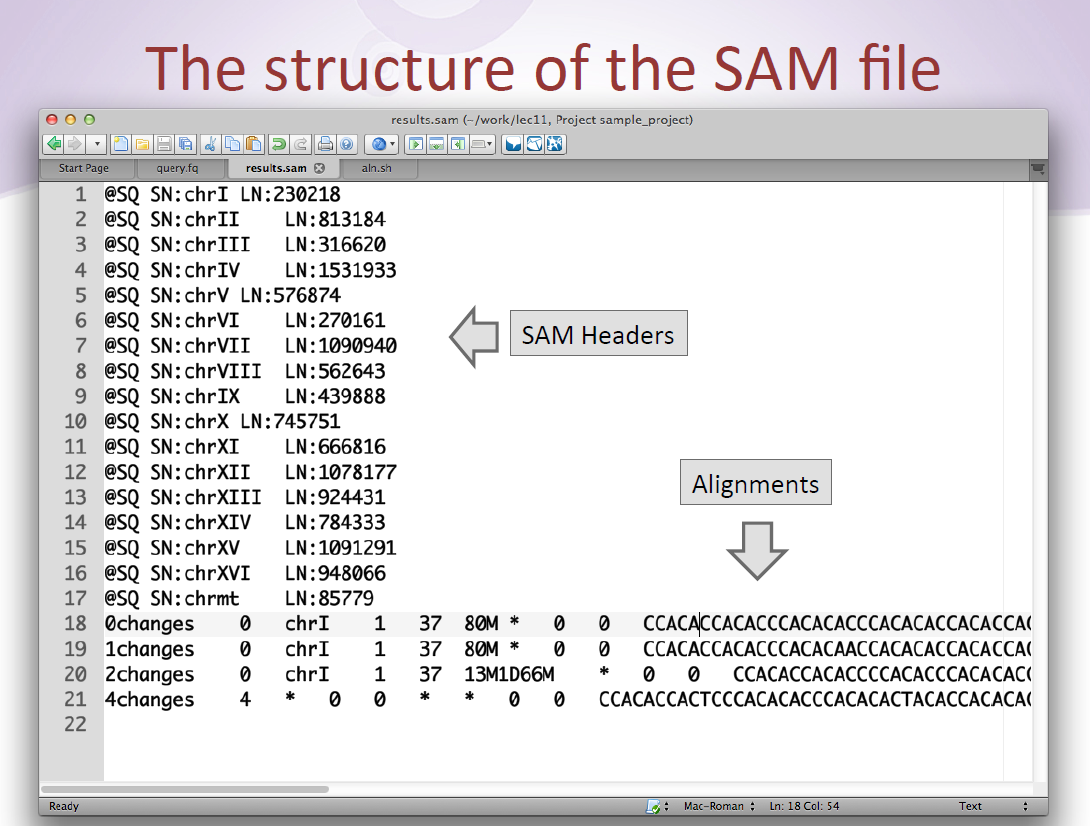 The structure of the SAM file
results.sam (~/work/lec11, Project sample_project)
Start Page query.fq results.sam aln.sh
1 @SQ SN:chrI LN:230218
2 @SQ SN:chrII LN:813184
3 @SQ SN:chrIII LN:316620
4 @SQ SN:chrIV LN:1531933
5 @SQ SN:chrV LN:576874
6 @SQ SN:chrVI LN:270161
7 @SQ SN:chrVII LN:1090940
8 @SQ SN:chrVIII LN:562643
9 @SQ SN:chrIX LN:439888
10 @SQ SN:chrX LN:745751
11 @SQ SN:chrXI LN:666816
12 @SQ SN:chrXII LN:1078177
13 @SQ SN:chrXIII LN:924431
14 @SQ SN:chrXIV LN:784333
15 @SQ SN:chrXV LN:1091291
16 @SQ SN:chrXVI LN:948066
17 @SQ SN:chrmt LN:85779
18 0changes 0 chrI 1 37 80M * 0 0 CCACACCACACCCACACACCCACACACCACACCAC
19 1changes 0 chrI 1 37 80M * 0 0 CCACACCACACCCACACAACCACACACCACACCAC
20 2changes 0 chrI 1 37 13M1D66M * 0 0 CCACACCACACCCACACCCACACACC
21 4changes 4 * 0 0 * * 0 0 CCACACCACTCCCACACACCCACACACTACACCACACAC
22
SAM Headers
Alignments
Ready Mac-Roman Ln: 18 Col: 54 Text